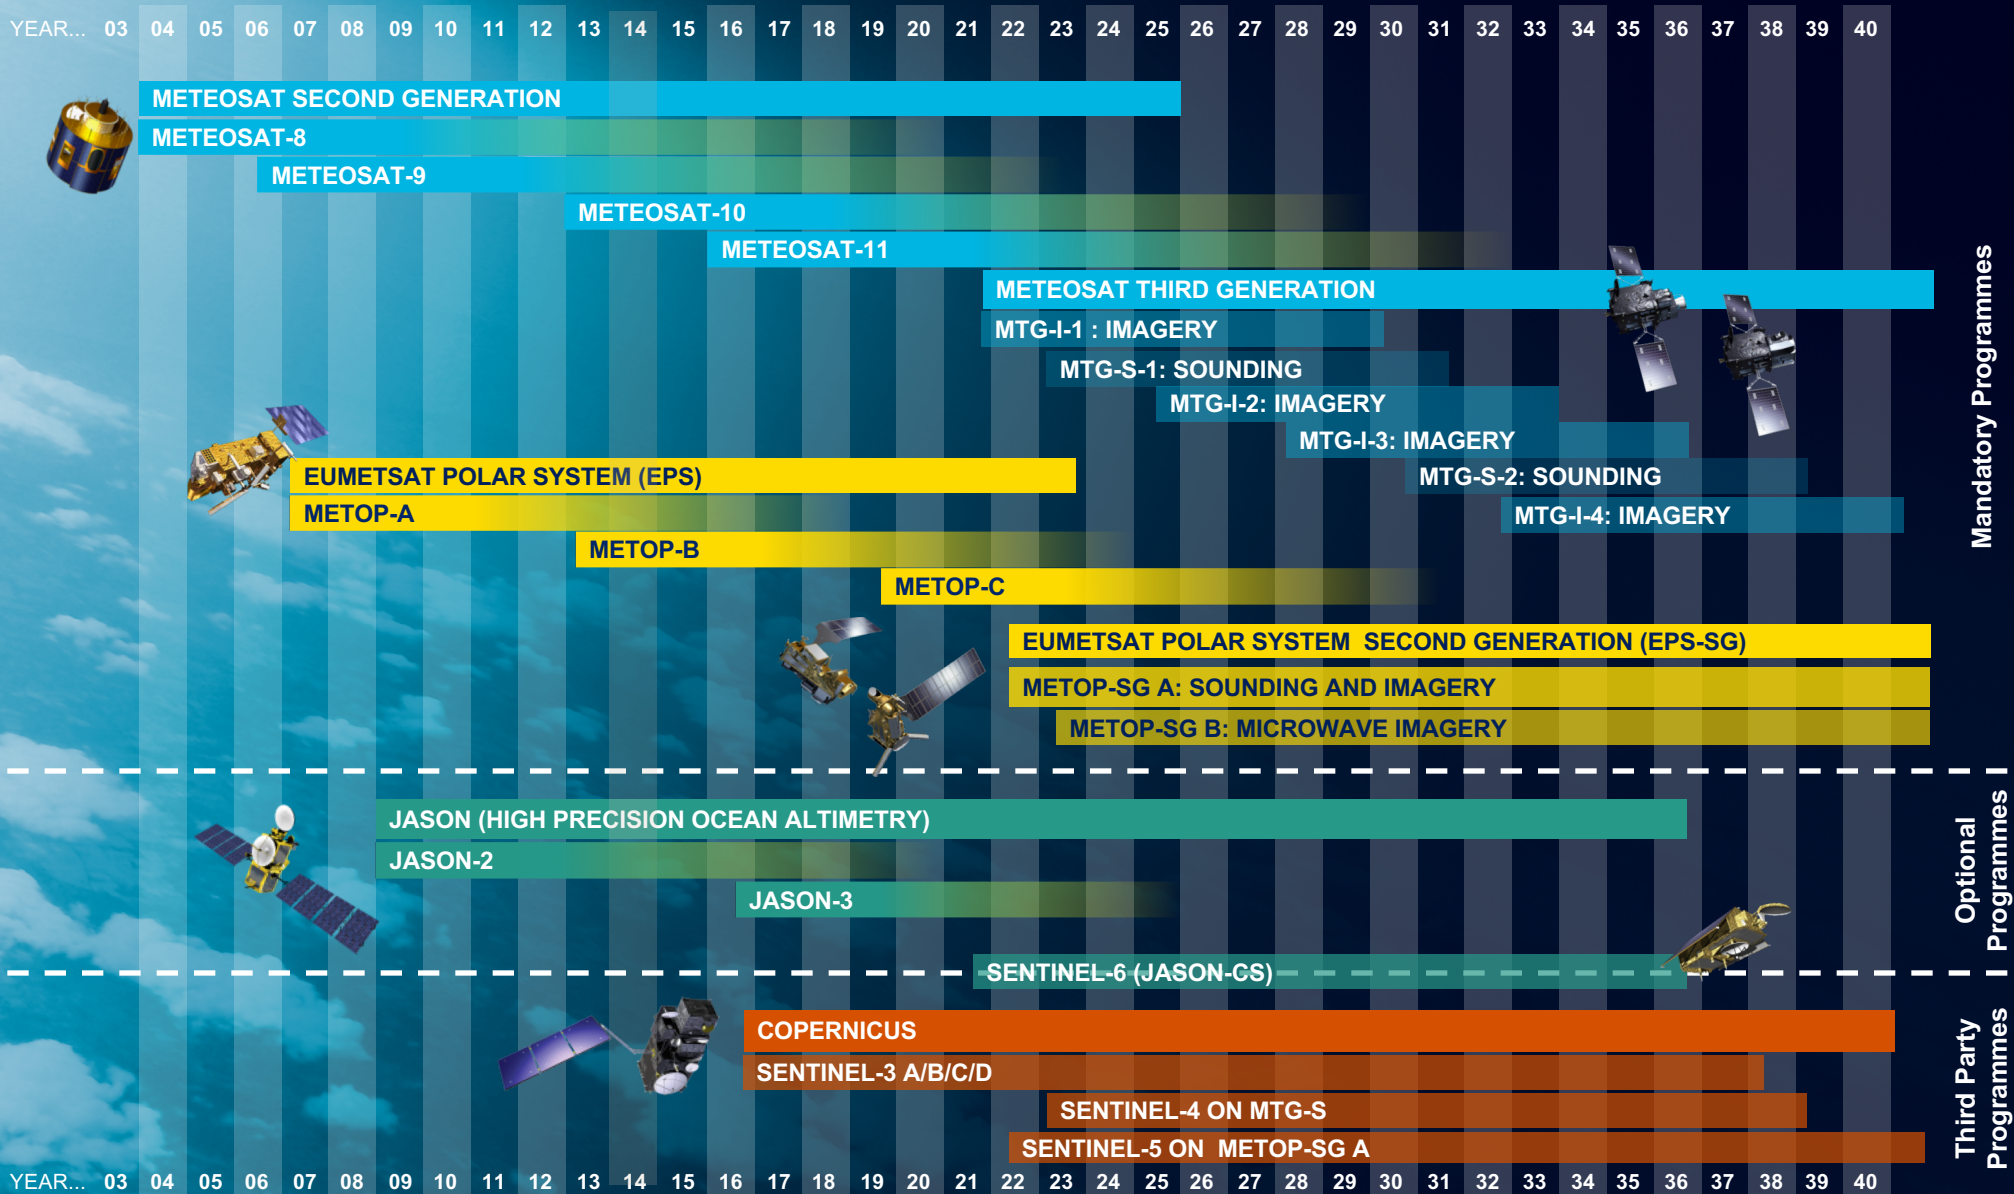 YEAR... 03 04 05 06 07 08 09 10 11 12 13 14 15 16 17 18 19 20 21 22 23 24 25 26 27 28 29 30 31 32 33 34 35 36 37 38 39 40
METEOSAT SECOND GENERATION
METEOSAT-8
METEOSAT-9
METEOSAT-10
METEOSAT-11
METEOSAT THIRD GENERATION
MTG-I-1 : IMAGERY
MTG-S-1: SOUNDING
MTG-I-2: IMAGERY
MTG-I-3: IMAGERY
MTG-S-2: SOUNDING
MTG-I-4: IMAGERY
Mandatory Programmes
EUMETSAT POLAR SYSTEM (EPS)
METOP-A
METOP-B
METOP-C
EUMETSAT POLAR SYSTEM SECOND GENERATION (EPS-SG)
METOP-SG A: SOUNDING AND IMAGERY
METOP-SG B: MICROWAVE IMAGERY
JASON (HIGH PRECISION OCEAN ALTIMETRY)
JASON-2
JASON-3
SENTINEL-6 (JASON-CS)
Optional
Programmes
COPERNICUS
SENTINEL-3 A/B/C/D
SENTINEL-4 ON MTG-S
SENTINEL-5 ON METOP-SG A
Third Party
Programmes
YEAR... 03 04 05 06 07 08 09 10 11 12 13 14 15 16 17 18 19 20 21 22 23 24 25 26 27 28 29 30 31 32 33 34 35 36 37 38 39 40